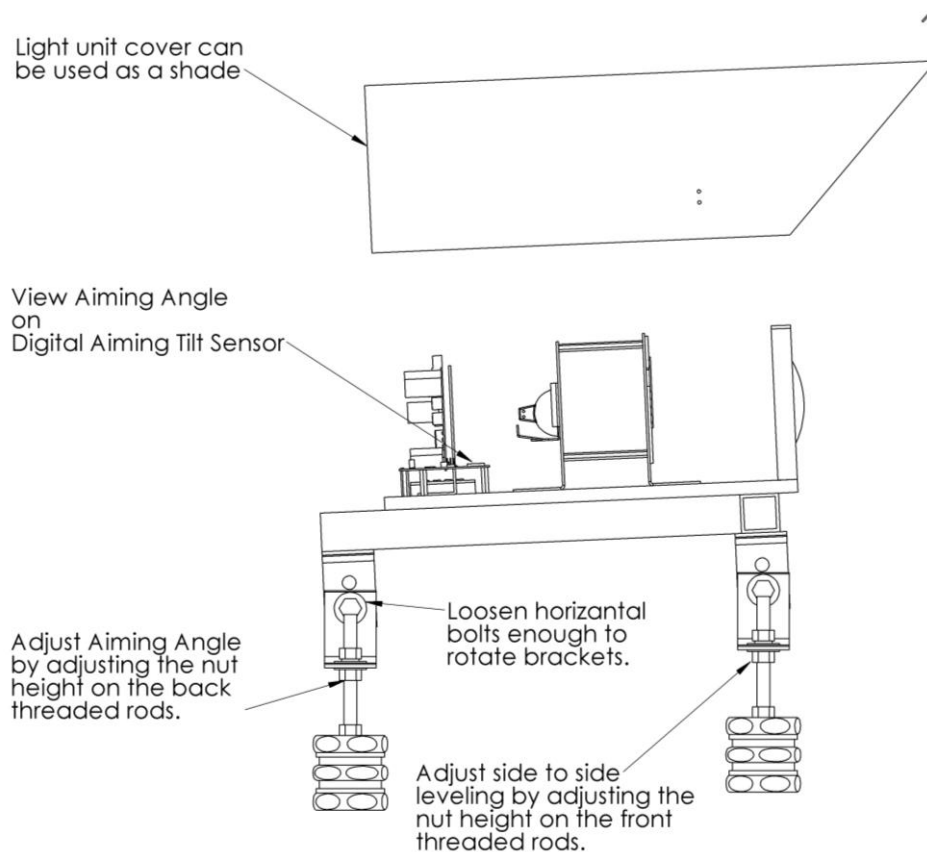 Light unit cover can
be used as a shade
View Aiming Angle
on
Digital Aiming Tilt Sensor
Loosen horizantal
bolts enough to
rotate brackets.
Adjust Aiming Angle
by adjusting the nut
height on the back
threaded rods.
Adjust side to side
leveling by adjusting the
nut height on the front
threaded rods.